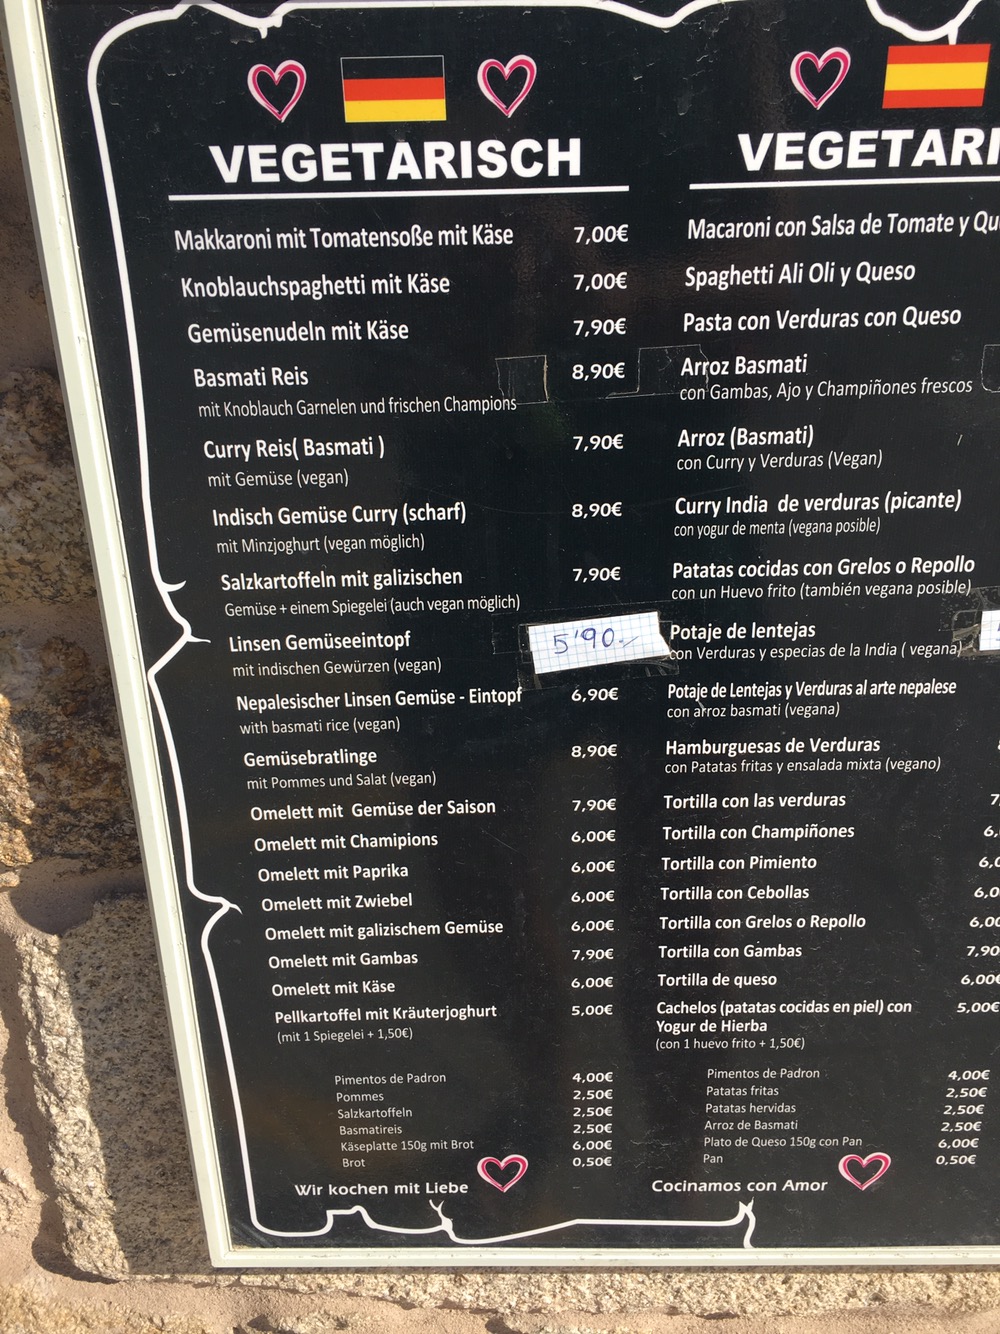 VEGETARISCH
Makkaroni mit Tomatensoße mit Käse 7,00€
Knoblauchspaghetti mit Käse 7,00€
Gemüsenudeln mit Käse 7,90€
Basmati Reis 8,90€
mit Knoblauch Garnelen und frischen Champions
Curry Reis( Basmati ) 7,90€
mit Gemüse (vegan)
Indisch Gemüse Curry (scharf) 8,90€
mit Minzjoghurt (vegan möglich)
Salzkartoffeln mit galizischen 7,90€
Gemüse + einem Spiegelei (auch vegan möglich)
Linsen Gemüseeintopf 5'90.-
mit indischen Gewürzen (vegan)
Nepalesischer Linsen Gemüse - Eintopf 6,90€
with basmati rice (vegan)
Gemüsebratlinge 8,90€
mit Pommes und Salat (vegan)
Omelett mit Gemüse der Saison 7,90€
Omelett mit Chamipions 6,00€
Omelett mit Paprika 6,00€
Omelett mit Zwiebel 6,00€
Omelett mit galizischem Gemüse 6,00€
Omelett mit Gambas 7,90€
Omelett mit Käse 6,00€
Pellkartoffel mit Kräuterjoghurt 5,00€
(mit 1 Spiegelei + 1,50€)
Pimentos de Padron 4,00€
Pommes 2,50€
Salzkartoffeln 2,50€
Basmatireis 2,50€
Käseplatte 150g mit Brot 6,00€
Brot 0,50€
Wir kochen mit Liebe
VEGETARI
Macaroni con Salsa de Tomate y Qu
Spaghetti Ali Oli y Queso
Pasta con Verduras con Queso
Arroz Basmati
con Gambas, Ajo y Champiñones frescos
Arroz (Basmati)
con Curry y Verduras (Vegan)
Curry India de verduras (picante)
con yogur de menta (vegana posible)
Patatas cocidas con Grelos o Repollo
con un Huevo frito (también vegana posible)
Potaje de lentejas
con Verduras y especias de la India ( vegana)
Potaje de Lentejas y Verduras al arte nepalese
con arroz basmati (vegana)
Hamburguesas de Verduras
con Patatas fritas y ensalada mixta (vegano)
Tortilla con las verduras 7,
Tortilla con Champiñones 6,
Tortilla con Pimiento 6,0
Tortilla con Cebollas 6,0
Tortilla con Grelos o Repollo 6,00
Tortilla con Gambas 7,90
Tortilla de queso 6,00€
Cachelos (patatas cocidas en piel) con 5,00€
Yogur de Hierba
(con 1 huevo frito + 1,50€)
Pimentos de Padron 4,00€
Patatas fritas 2,50€
Patatas hervidas 2,50€
Arroz de Basmati 2,50€
Plato de Queso 150g con Pan 6,00€
Pan 0,50€
Cocinamos con Amor